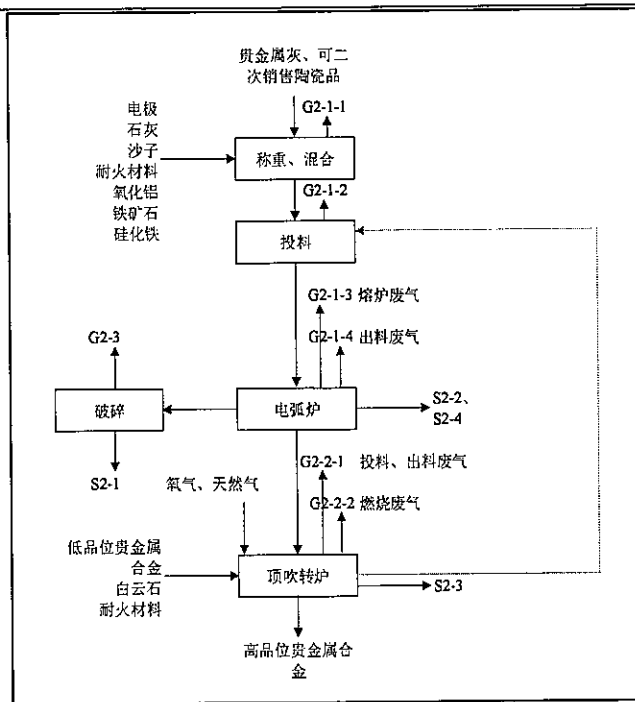 贵金属灰、可二
次销售陶瓷品
G2-1-1
电极
石灰
沙子
耐火材料
氧化铝
铁矿石
硅化铁
称重、混合
G2-1-2
投料
G2-1-3 熔炉废气
G2-1-4 出料废气
G2-3
破碎
电弧炉
S2-2、
S2-4
S2-1
G2-2-1 投料、出料废气
氧气、天然气
G2-2-2 燃烧废气
低品位贵金属
合金
白云石
耐火材料
顶吹转炉
S2-3
高品位贵金属合
金